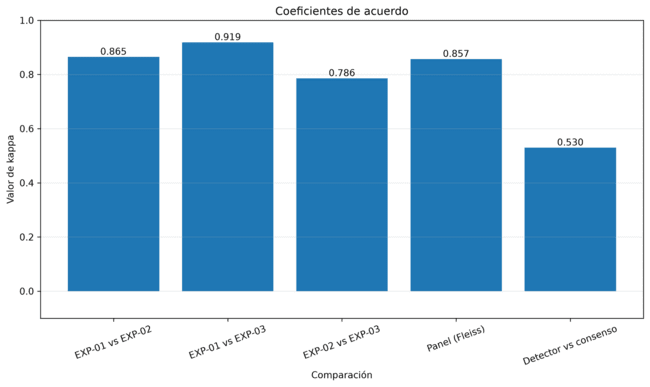 Coeficientes de acuerdo
Valor de kappa
1.0
0.8
0.6
0.4
0.2
0.0
0.865
0.919
0.786
0.857
0.530
EXP-01 vs EXP-02
EXP-01 vs EXP-03
EXP-02 vs EXP-03
Panel (Fleiss)
Detector vs consenso
Comparación